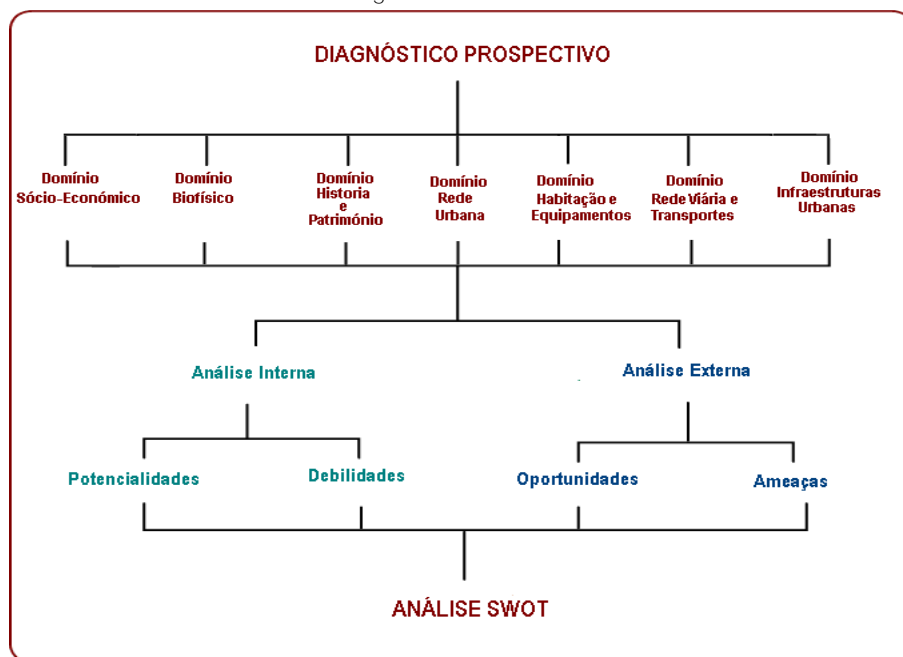 DIAGNÓSTICO PROSPECTIVO
Domínio
Sócio-Económico
Domínio
Biofísico
Domínio
Historia
e
Património
Domínio
Rede
Urbana
Domínio
Habitação e
Equipamentos
Domínio
Rede Viária e
Transportes
Domínio
Infraestruturas
Urbanas
Análise Interna
Análise Externa
Potencialidades
Debilidades
Oportunidades
Ameaças
ANÁLISE SWOT